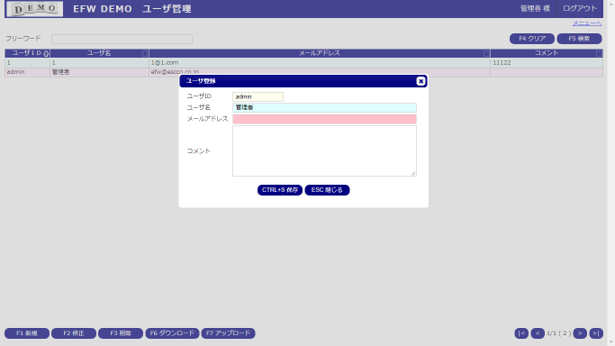 DEMO EFW DEMO ユーザ管理 管理者 様 ログアウト
メニューへ
フリーワード F4 クリア F5 検索
ユーザID ユーザ名 メールアドレス コメント
1 1 1@1.com 11122
admin 管理者 efw@escco.co.jp
ユーザ登録
ユーザID admin
ユーザ名 管理者
メールアドレス
コメント
CTRL+S 保存 ESC 閉じる
F1 新規 F2 修正 F3 削除 F6 ダウンロード F7 アップロード |< < 1/1 ( 2 ) > >|